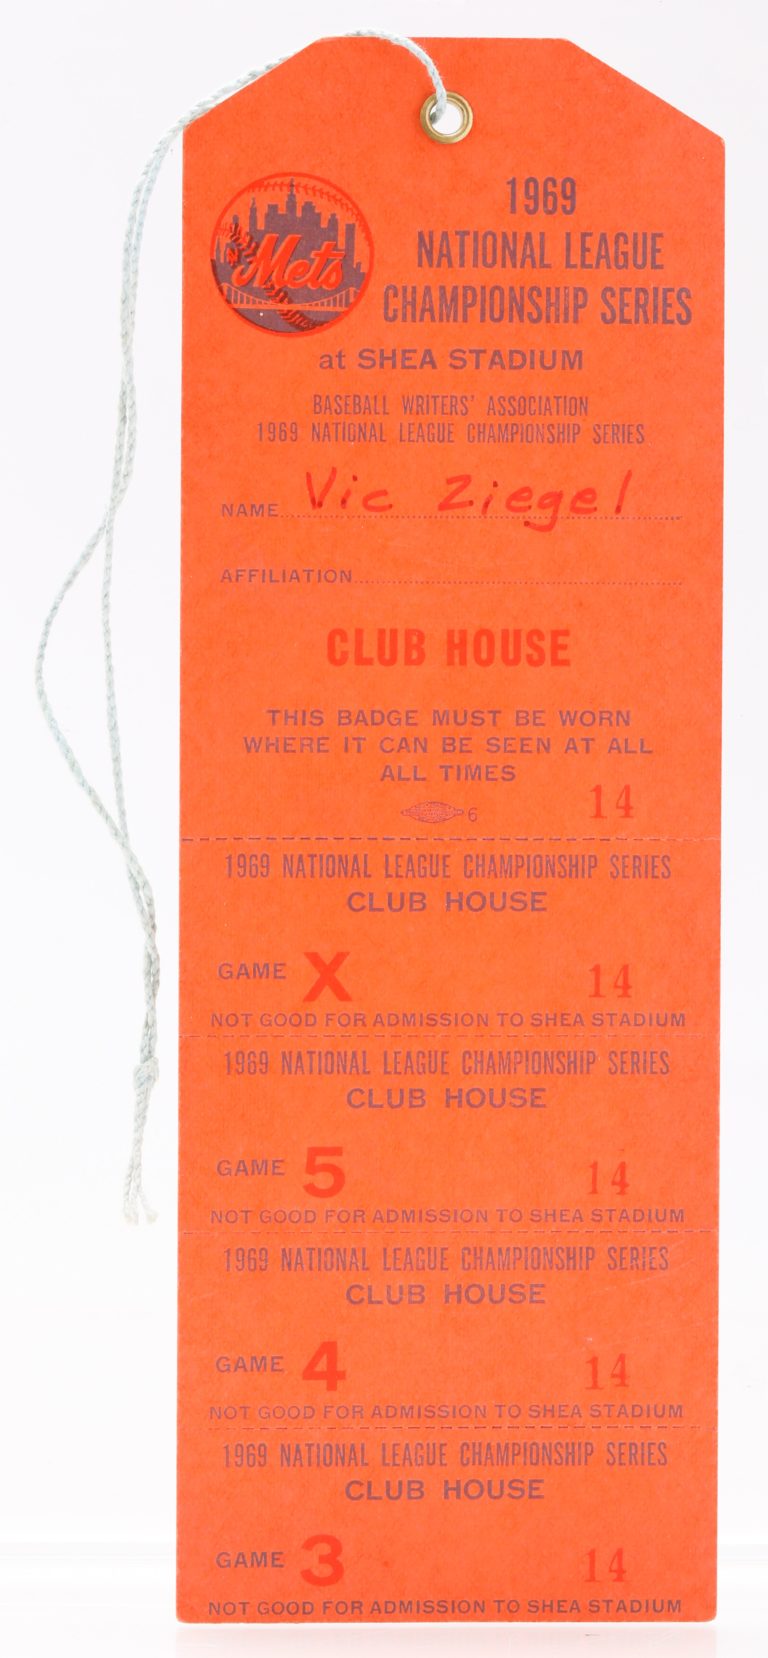 Mets
1969
NATIONAL LEAGUE
CHAMPIONSHIP SERIES
at SHEA STADIUM
BASEBALL WRITERS' ASSOCIATION
1969 NATIONAL LEAGUE CHAMPIONSHIP SERIES
NAME Vic Ziegel
AFFILIATION
CLUB HOUSE
THIS BADGE MUST BE WORN
WHERE IT CAN BE SEEN AT ALL
ALL TIMES
6
14
1969 NATIONAL LEAGUE CHAMPIONSHIP SERIES
CLUB HOUSE
GAME X 14
NOT GOOD FOR ADMISSION TO SHEA STADIUM
1969 NATIONAL LEAGUE CHAMPIONSHIP SERIES
CLUB HOUSE
GAME 5 14
NOT GOOD FOR ADMISSION TO SHEA STADIUM
1969 NATIONAL LEAGUE CHAMPIONSHIP SERIES
CLUB HOUSE
GAME 4 14
NOT GOOD FOR ADMISSION TO SHEA STADIUM
1969 NATIONAL LEAGUE CHAMPIONSHIP SERIES
CLUB HOUSE
GAME 3 14
NOT GOOD FOR ADMISSION TO SHEA STADIUM